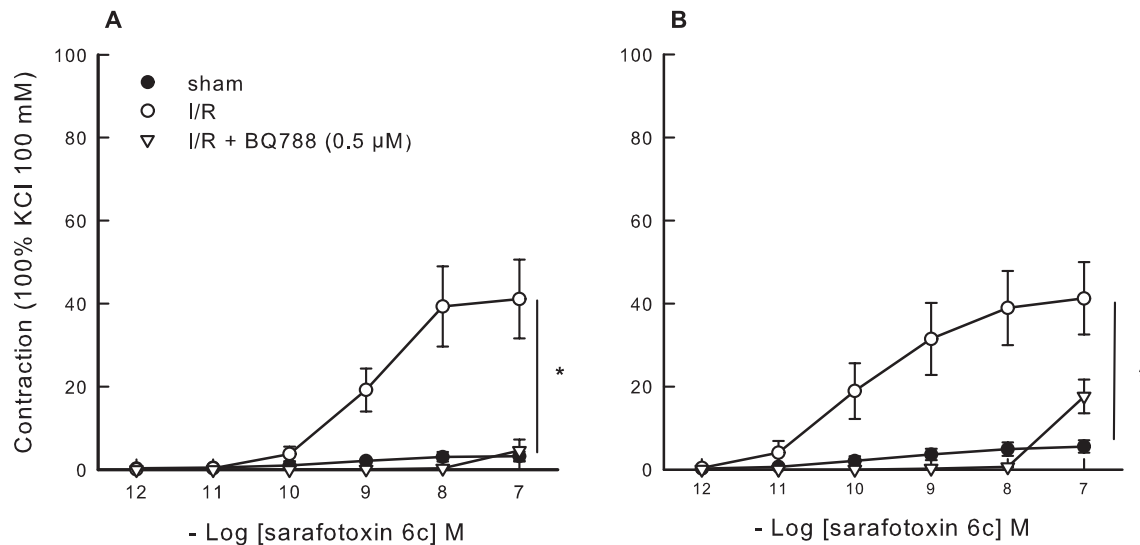 A
B
Contraction (100% KCl 100 mM)
100
80
60
40
20
0
sham
I/R
I/R + BQ788 (0.5 µM)
*
12 11 10 9 8 7
- Log [sarafotoxin 6c] M
100
80
60
40
20
0
12 11 10 9 8 7
- Log [sarafotoxin 6c] M